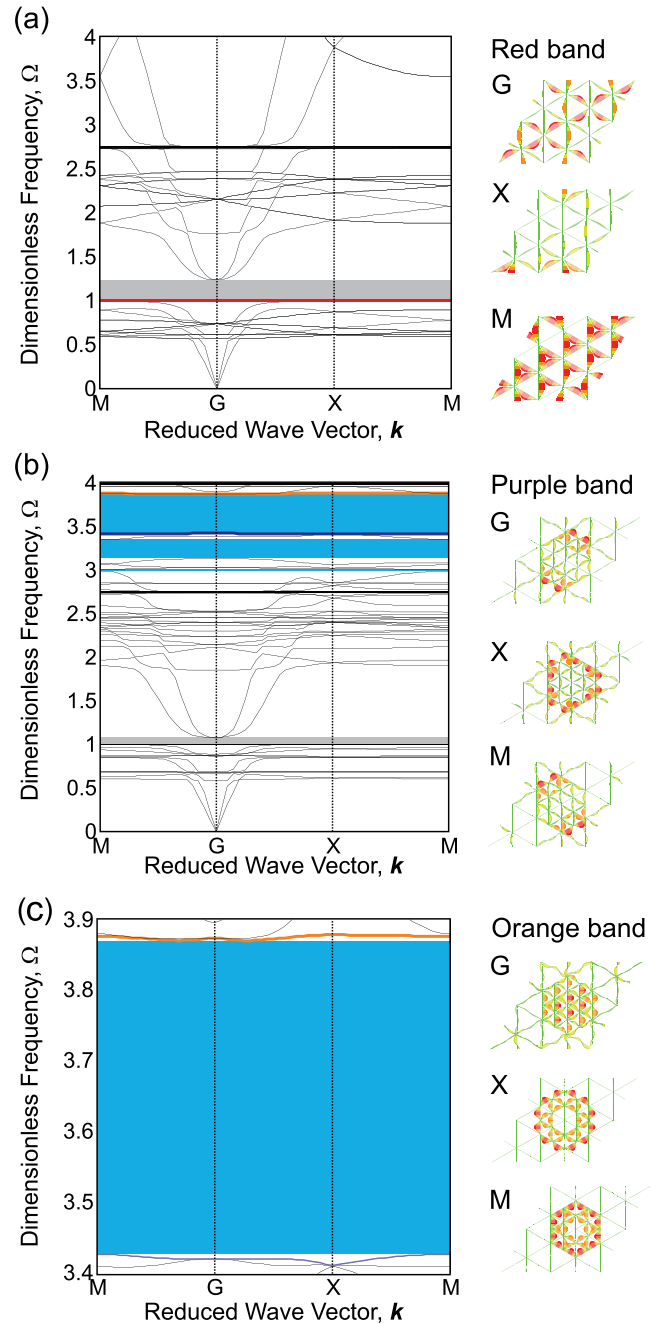 (a)
Dimensionless Frequency, Ω
4
3.5
3
2.5
2
1.5
1
0.5
0
M G X M
Reduced Wave Vector, k
Red band
G
X
M
(b)
Dimensionless Frequency, Ω
4
3.5
3
2.5
2
1.5
1
0.5
0
M G X M
Reduced Wave Vector, k
Purple band
G
X
M
(c)
Dimensionless Frequency, Ω
3.9
3.8
3.7
3.6
3.5
3.4
M G X M
Reduced Wave Vector, k
Orange band
G
X
M